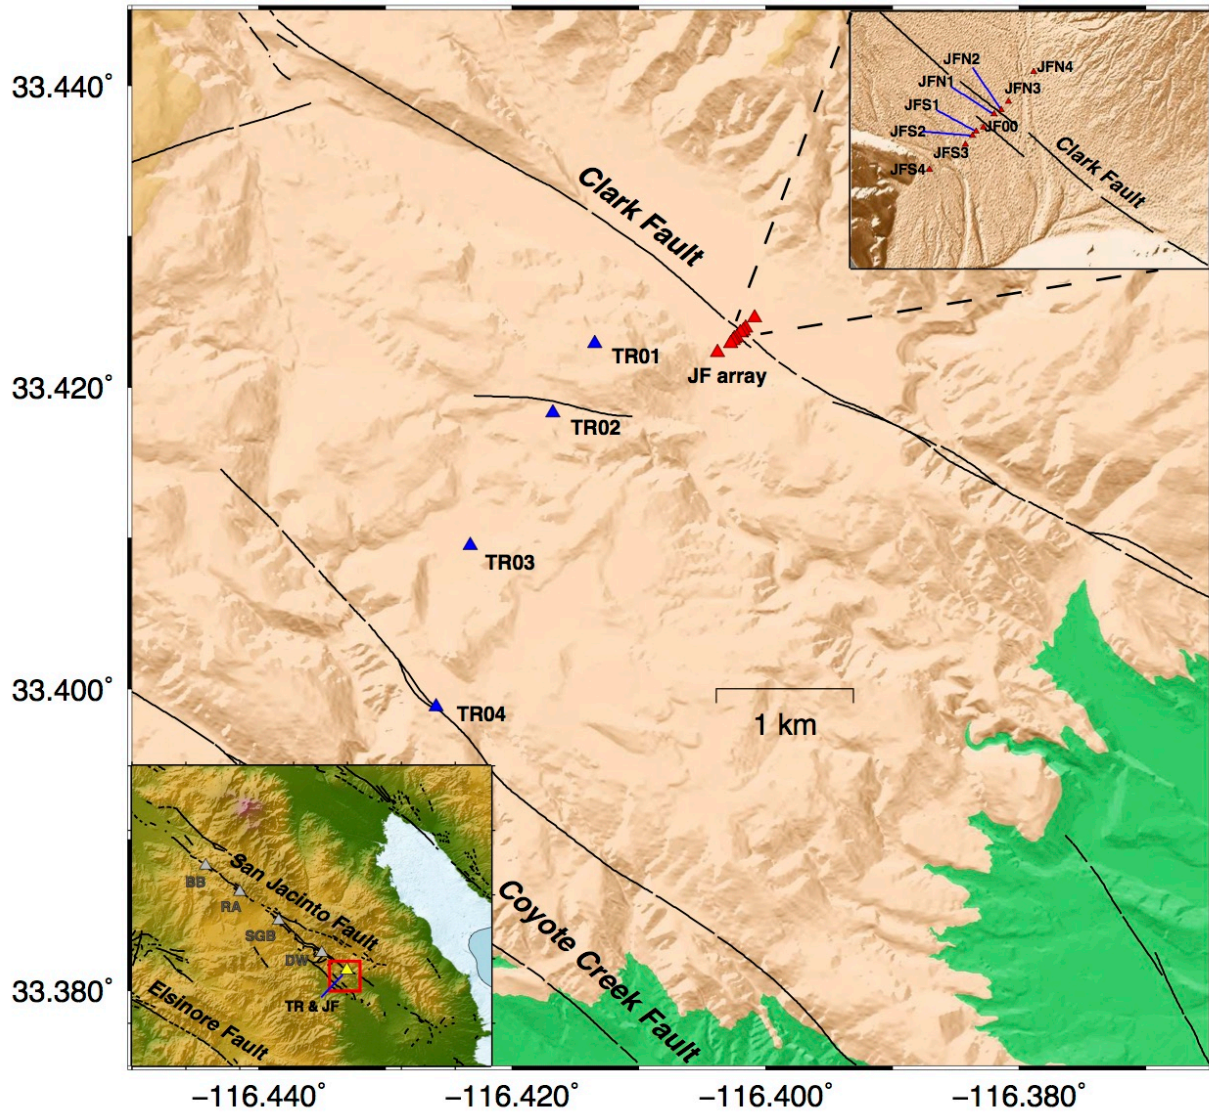 33.440°
33.420°
33.400°
33.380°
−116.440°
−116.420°
−116.400°
−116.380°
Clark Fault
TR01
JF array
TR02
TR03
TR04
1 km
Coyote Creek Fault
JFN2
JFN4
JFN1
JFN3
JFS1
JF00
JFS2
JFS3
JFS4
Clark Fault
San Jacinto Fault
BB
RA
SGB
DW
TR & JF
Elsinore Fault